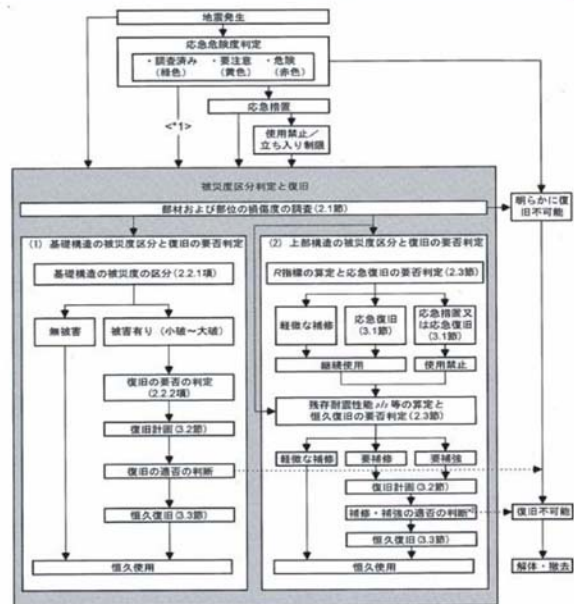 地震発生
応急危険度判定
・調査済み ・要注意 ・危険
(緑色) (黄色) (赤色)
応急措置
<*1>
使用禁止／
立ち入り制限
被災度区分判定と復旧
部材および部位の損傷度の調査(2.1節)
明らかに復
旧不可能
(1) 基礎構造の被災度区分と復旧の要否判定
基礎構造の被災度の区分(2.2.1項)
無被害
被害有り (小破～大破)
復旧の要否の判定
(2.2.2項)
復旧計画(3.2節)
復旧の適否の判断
恒久復旧(3.3節)
恒久使用
(2) 上部構造の被災度区分と復旧の要否判定
R指標の算定と応急復旧の要否判定(2.3節)
軽微な補修
応急復旧
(3.1節)
応急措置又
は応急復旧
(3.1節)
継続使用
使用禁止
残存耐震性能 等の算定と
恒久復旧の要否判定(2.3節)
軽微な補修
要補修
要補強
復旧計画(3.2節)
補修・補強の適否の判断
恒久復旧(3.3節)
恒久使用
復旧不可能
解体・撤去